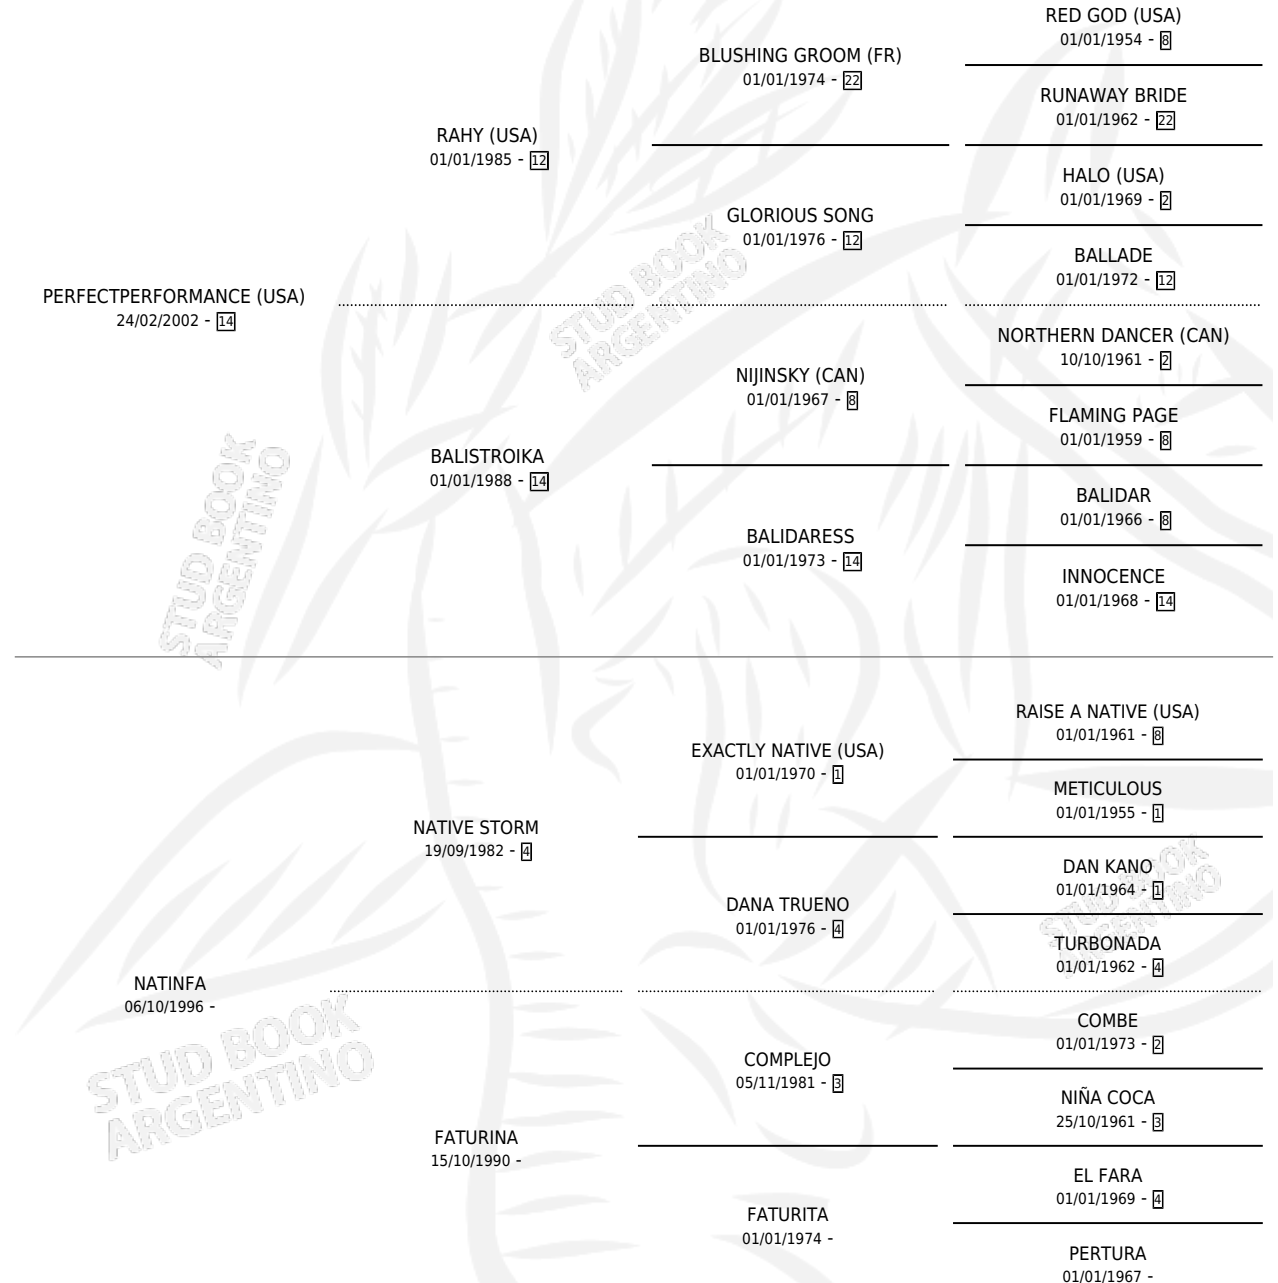 RED GOD (USA)
01/01/1954 - 8
BLUSHING GROOM (FR)
01/01/1974 - 22
RUNAWAY BRIDE
01/01/1962 - 22
RAHY (USA)
01/01/1985 - 12
HALO (USA)
01/01/1969 - 2
GLORIOUS SONG
01/01/1976 - 12
BALLADE
01/01/1972 - 12
PERFECTPERFORMANCE (USA)
24/02/2002 - 14
NORTHERN DANCER (CAN)
10/10/1961 - 2
NIJINSKY (CAN)
01/01/1967 - 8
FLAMING PAGE
01/01/1959 - 8
BALISTROIKA
01/01/1988 - 14
BALIDAR
01/01/1966 - 8
BALIDARESS
01/01/1973 - 14
INNOCENCE
01/01/1968 - 14
RAISE A NATIVE (USA)
01/01/1961 - 8
EXACTLY NATIVE (USA)
01/01/1970 - 1
METICULOUS
01/01/1955 - 1
NATIVE STORM
19/09/1982 - 4
DAN KANO
01/01/1964 - 1
DANA TRUENO
01/01/1976 - 4
TURBONADA
01/01/1962 - 4
NATINFA
06/10/1996 -
COMBE
01/01/1973 - 2
COMPLEJO
05/11/1981 - 3
NIÑA COCA
25/10/1961 - 3
FATURINA
15/10/1990 -
EL FARA
01/01/1969 - 4
FATURITA
01/01/1974 -
PERTURA
01/01/1967 -
STUD BOOK
ARGENTINO
STUD BOOK
ARGENTINO
STUD BOOK
ARGENTINO
STUD BOOK
ARGENTINO